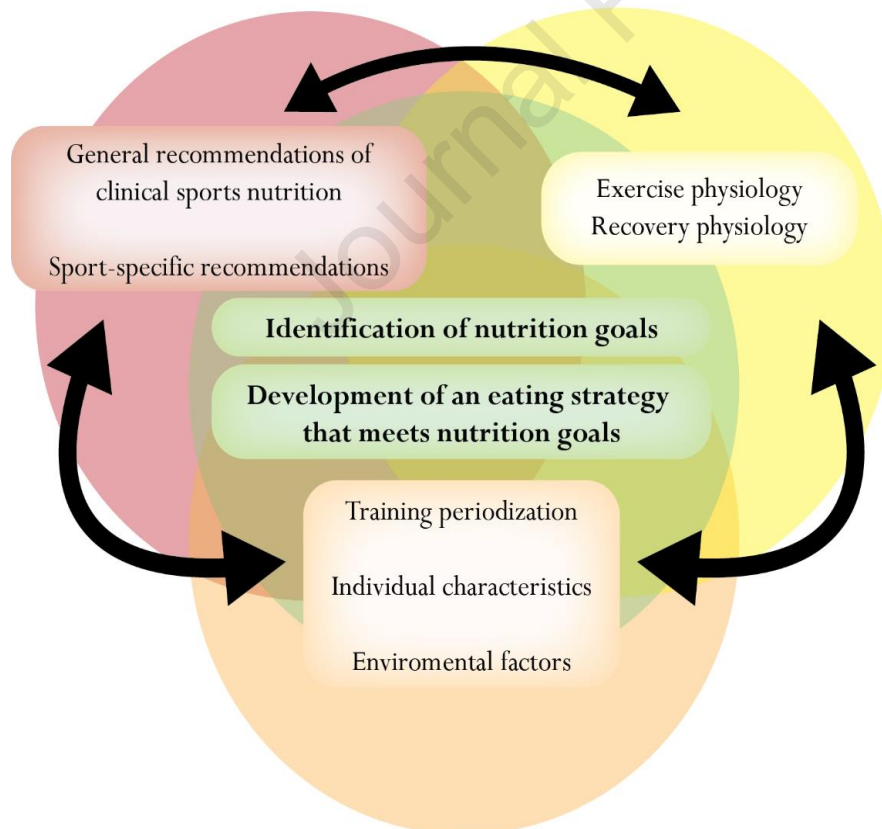 Journal P
General recommendations of
clinical sports nutrition
Sport-specific recommendations
Exercise physiology
Recovery physiology
Identification of nutrition goals
Development of an eating strategy
that meets nutrition goals
Training periodization
Individual characteristics
Enviromental factors